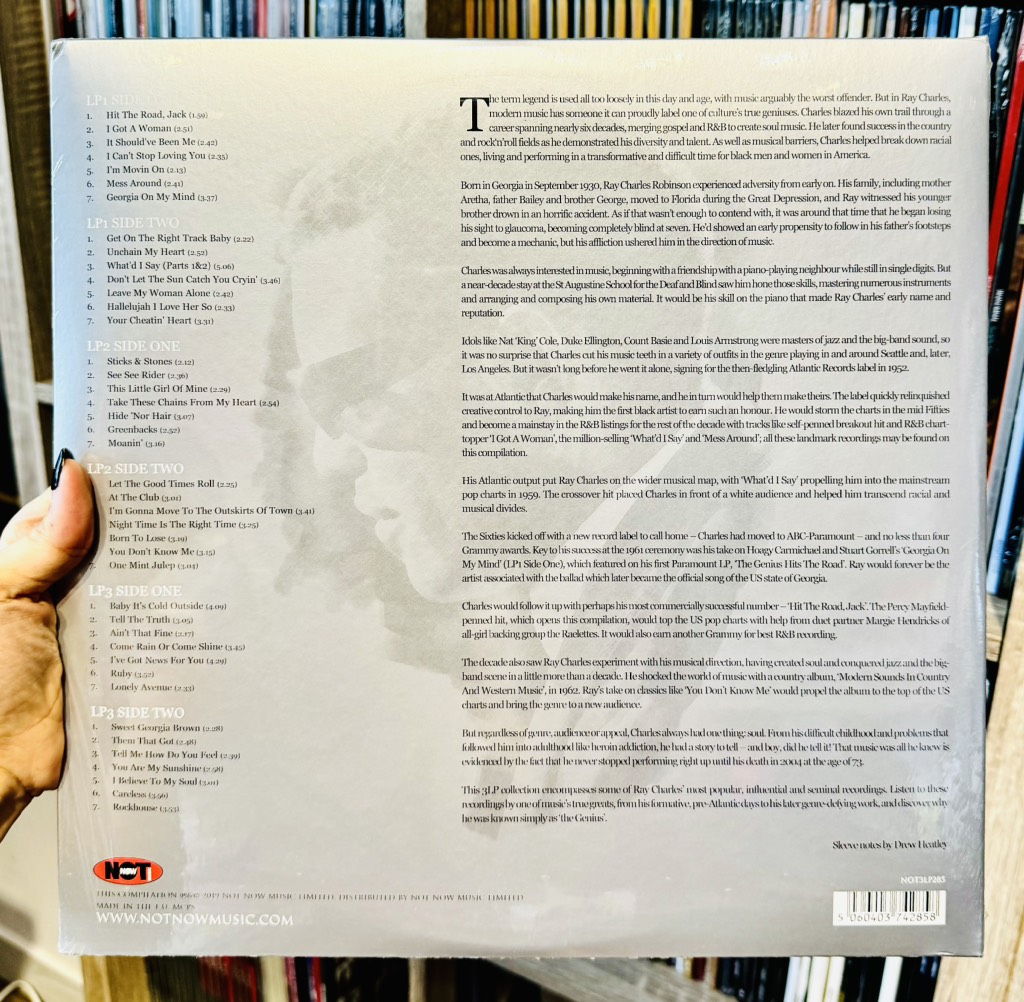 LP1 SIDE
1. Hit The Road, Jack (1.59)
2. I Got A Woman (2.51)
3. It Should've Been Me (2.42)
4. I Can't Stop Loving You (2.35)
5. I'm Movin On (2.13)
6. Mess Around (2.41)
7. Georgia On My Mind (3.37)
LP1 SIDE TWO
1. Get On The Right Track Baby (2.22)
2. Unchain My Heart (2.52)
3. What'd I Say (Parts 1&2) (5.06)
4. Don't Let The Sun Catch You Cryin' (3.46)
5. Leave My Woman Alone (2.42)
6. Hallelujah I Love Her So (2.33)
7. Your Cheatin' Heart (3.31)
LP2 SIDE ONE
1. Sticks & Stones (2.12)
2. See See Rider (2.36)
3. This Little Girl Of Mine (2.29)
4. Take These Chains From My Heart (2.54)
5. Hide 'Nor Hair (3.07)
6. Greenbacks (2.52)
7. Moanin' (3.16)
LP2 SIDE TWO
Let The Good Times Roll (2.25)
At The Club (3.01)
I'm Gonna Move To The Outskirts Of Town (3.41)
Night Time Is The Right Time (3.25)
Born To Lose (3.19)
You Don't Know Me (3.15)
7. One Mint Julep (3.04)
LP3 SIDE ONE
1. Baby It's Cold Outside (4.09)
2. Tell The Truth (3.05)
3. Ain't That Fine (2.17)
4. Come Rain Or Come Shine (3.45)
5. I've Got News For You (4.29)
6. Ruby (3.52)
7. Lonely Avenue (2.33)
LP3 SIDE TWO
1. Sweet Georgia Brown (2.28)
2. Them That Got (2.48)
3. Tell Me How Do You Feel (2.39)
4. You Are My Sunshine (2.58)
5. I Believe To My Soul (3.01)
6. Careless (3.56)
7. Rockhouse (3.53)
The term legend is used all too loosely in this day and age, with music arguably the worst offender. But in Ray Charles,
modern music has someone it can proudly label one of culture's true geniuses. Charles blazed his own trail through a
career spanning nearly six decades, merging gospel and R&B to create soul music. He later found success in the country
and rock'n'roll fields as he demonstrated his diversity and talent. As well as musical barriers, Charles helped break down racial
ones, living and performing in a transformative and difficult time for black men and women in America.
Born in Georgia in September 1930, Ray Charles Robinson experienced adversity from early on. His family, including mother
Aretha, father Bailey and brother George, moved to Florida during the Great Depression, and Ray witnessed his younger
brother drown in an horrific accident. As if that wasn't enough to contend with, it was around that time that he began losing
his sight to glaucoma, becoming completely blind at seven. He'd showed an early propensity to follow in his father's footsteps
and become a mechanic, but his affliction ushered him in the direction of music.
Charles was always interested in music, beginning with a friendship with a piano-playing neighbour while still in single digits. But
a near-decade stay at the St Augustine School for the Deaf and Blind saw him hone those skills, mastering numerous instruments
and arranging and composing his own material. It would be his skill on the piano that made Ray Charles' early name and
reputation.
Idols like Nat 'King' Cole, Duke Ellington, Count Basie and Louis Armstrong were masters of jazz and the big-band sound, so
it was no surprise that Charles cut his music teeth in a variety of outfits in the genre playing in and around Seattle and, later,
Los Angeles. But it wasn't long before he went it alone, signing for the then-fledgling Atlantic Records label in 1952.
It was at Atlantic that Charles would make his name, and he in turn would help them make theirs. The label quickly relinquished
creative control to Ray, making him the first black artist to earn such an honour. He would storm the charts in the mid Fifties
and become a mainstay in the R&B listings for the rest of the decade with tracks like self-penned breakout hit and R&B chart-
topper 'I Got A Woman', the million-selling 'What'd I Say' and 'Mess Around'; all these landmark recordings may be found on
this compilation.
His Atlantic output put Ray Charles on the wider musical map, with 'What'd I Say' propelling him into the mainstream
pop charts in 1959. The crossover hit placed Charles in front of a white audience and helped him transcend racial and
musical divides.
The Sixties kicked off with a new record label to call home – Charles had moved to ABC-Paramount – and no less than four
Grammy awards. Key to his success at the 1961 ceremony was his take on Hoagy Carmichael and Stuart Gorrell's 'Georgia On
My Mind' (LP1 Side One), which featured on his first Paramount LP, 'The Genius Hits The Road'. Ray would forever be the
artist associated with the ballad which later became the official song of the US state of Georgia.
Charles would follow it up with perhaps his most commercially successful number – 'Hit The Road, Jack'. The Percy Mayfield-
penned hit, which opens this compilation, would top the US pop charts with help from duet partner Margie Hendricks of
all-girl backing group the Raelettes. It would also earn another Grammy for best R&B recording.
The decade also saw Ray Charles experiment with his musical direction, having created soul and conquered jazz and the big-
band scene in a little more than a decade. He shocked the world of music with a country album, 'Modern Sounds In Country
And Western Music', in 1962. Ray's take on classics like 'You Don't Know Me' would propel the album to the top of the US
charts and bring the genre to a new audience.
But regardless of genre, audience or appeal, Charles always had one thing: soul. From his difficult childhood and problems that
followed him into adulthood like heroin addiction, he had a story to tell – and boy, did he tell it! That music was all he knew is
evidenced by the fact that he never stopped performing right up until his death in 2004 at the age of 73.
This 3LP collection encompasses some of Ray Charles' most popular, influential and seminal recordings. Listen to these
recordings by one of music's true greats, from his formative, pre-Atlantic days to his later genre-defying work, and discover why
he was known simply as 'the Genius'.
Sleeve notes by Drew Heatley
NOT NOW
THIS COMPILATION ℗&© 2019 NOT NOW MUSIC LIMITED. DISTRIBUTED BY NOT NOW MUSIC LIMITED
MADE IN THE E.U. MCPS
WWW.NOTNOWMUSIC.COM
NOT3LP285
5 060403 742858